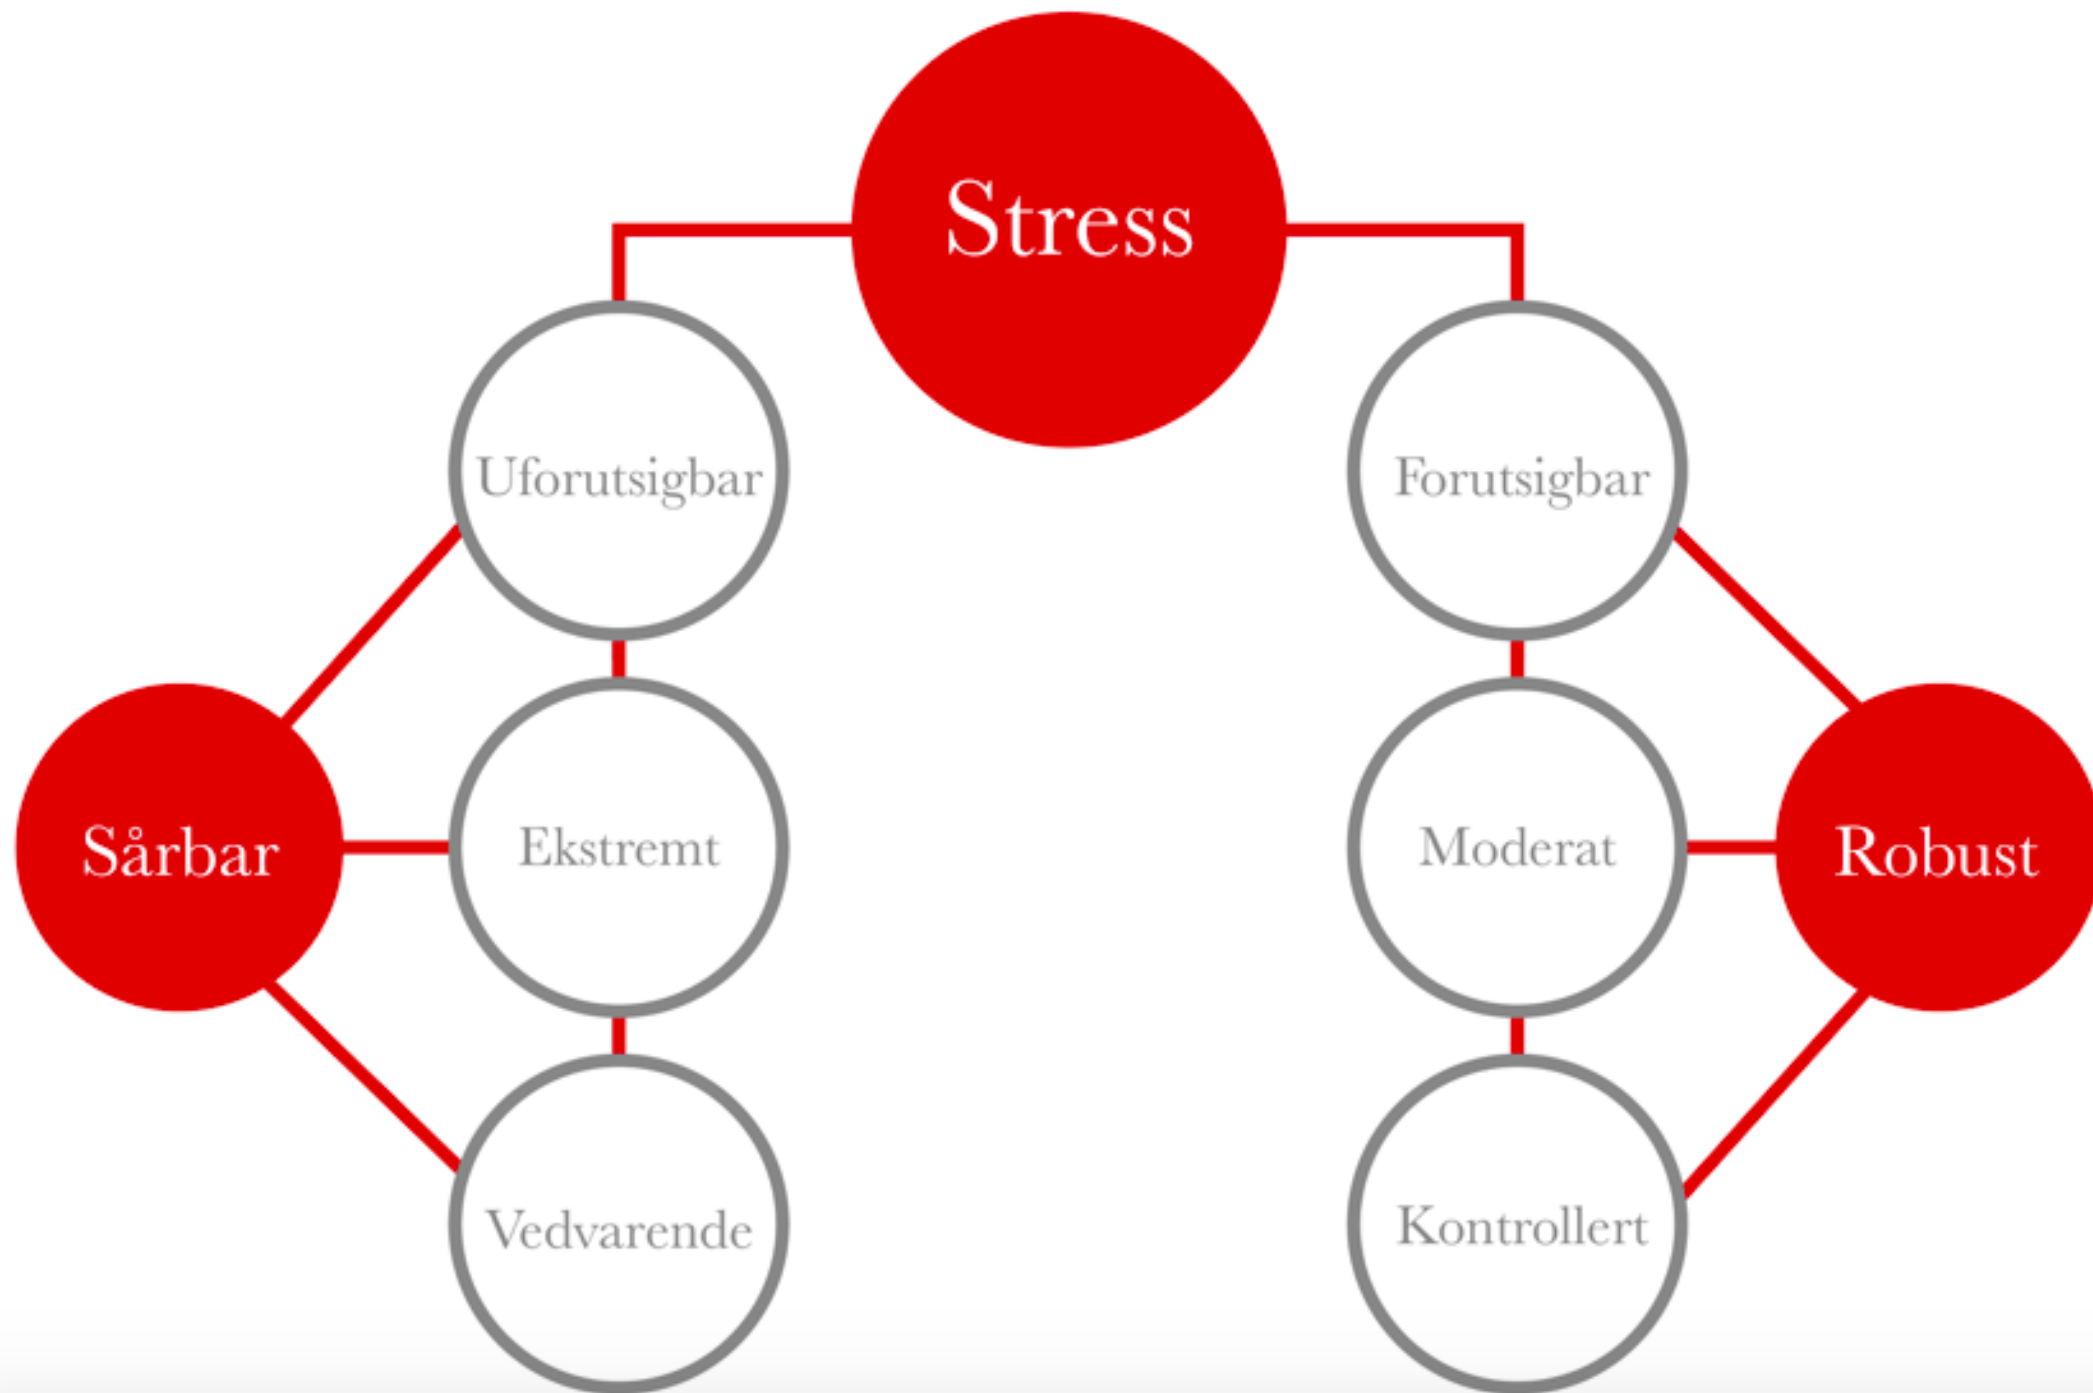 Stress
Uforutsigbar
Forutsigbar
Sårbar
Ekstremt
Moderat
Robust
Vedvarende
Kontrollert